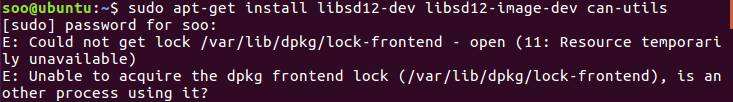 soo@ubuntu:~$ sudo apt-get install libsd12-dev libsd12-image-dev can-utils
[sudo] password for soo:
E: Could not get lock /var/lib/dpkg/lock-frontend - open (11: Resource temporari
ly unavailable)
E: Unable to acquire the dpkg frontend lock (/var/lib/dpkg/lock-frontend), is an
other process using it?